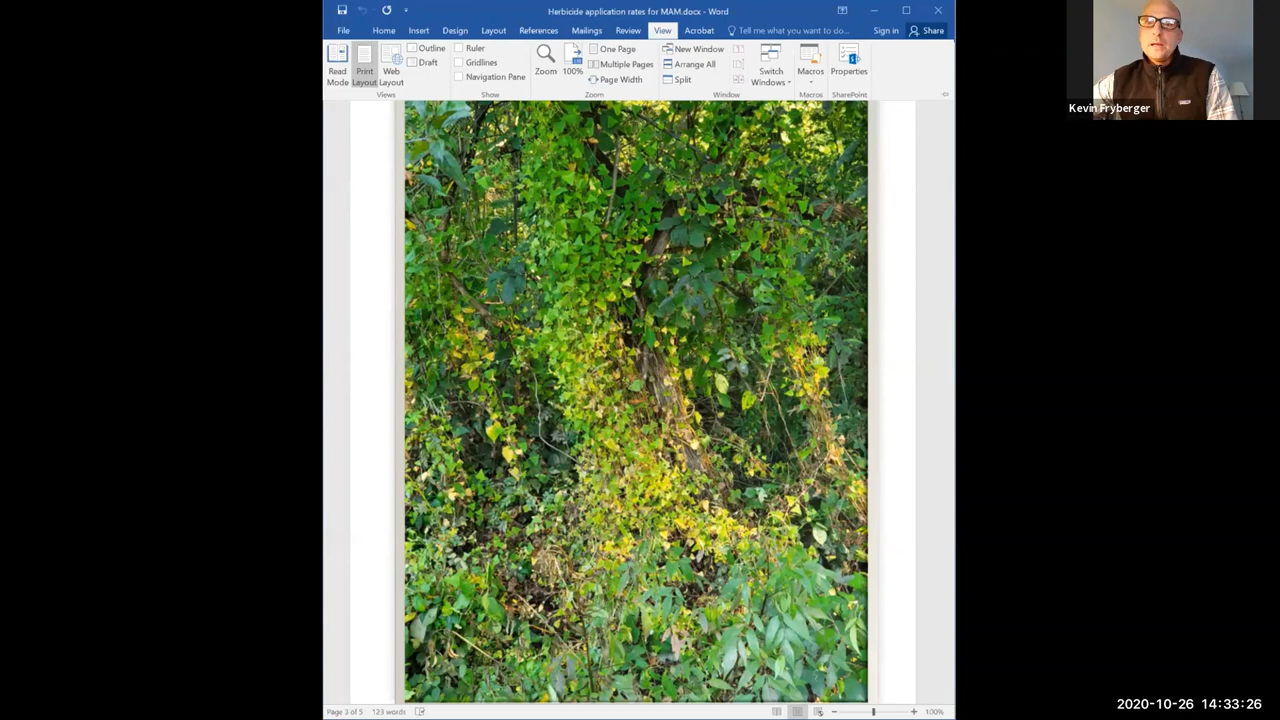 Herbicide application rates for MAM.docx - Word
File Home Insert Design Layout References Mailings Review View Acrobat Tell me what you want to do... Sign in Share
Read Mode
Print Layout
Web Layout
Outline
Draft
Views
Ruler
Gridlines
Navigation Pane
Show
Zoom
100%
One Page
Multiple Pages
Page Width
Zoom
New Window
Arrange All
Split
Switch Windows
Window
Macros
Macros
Properties
SharePoint
Kevin Fryberger
Page 3 of 5 123 words 100%
2020-10-26 14:33:26